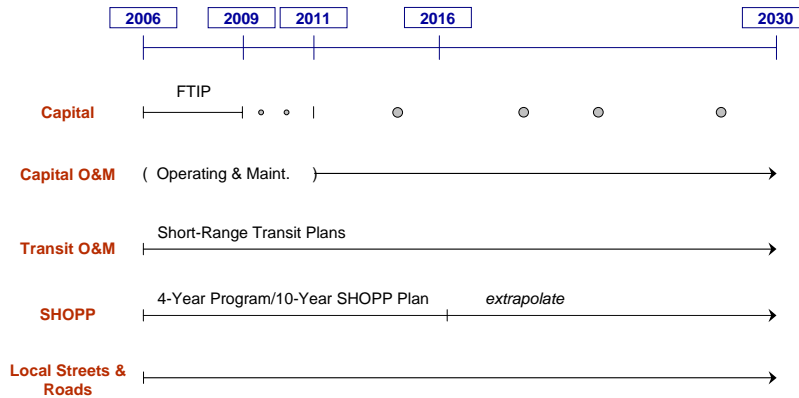 2006 2009 2011 2016 2030
FTIP
Capital
Capital O&M ( Operating & Maint. )
Short-Range Transit Plans
Transit O&M
4-Year Program/10-Year SHOPP Plan extrapolate
SHOPP
Local Streets &
Roads